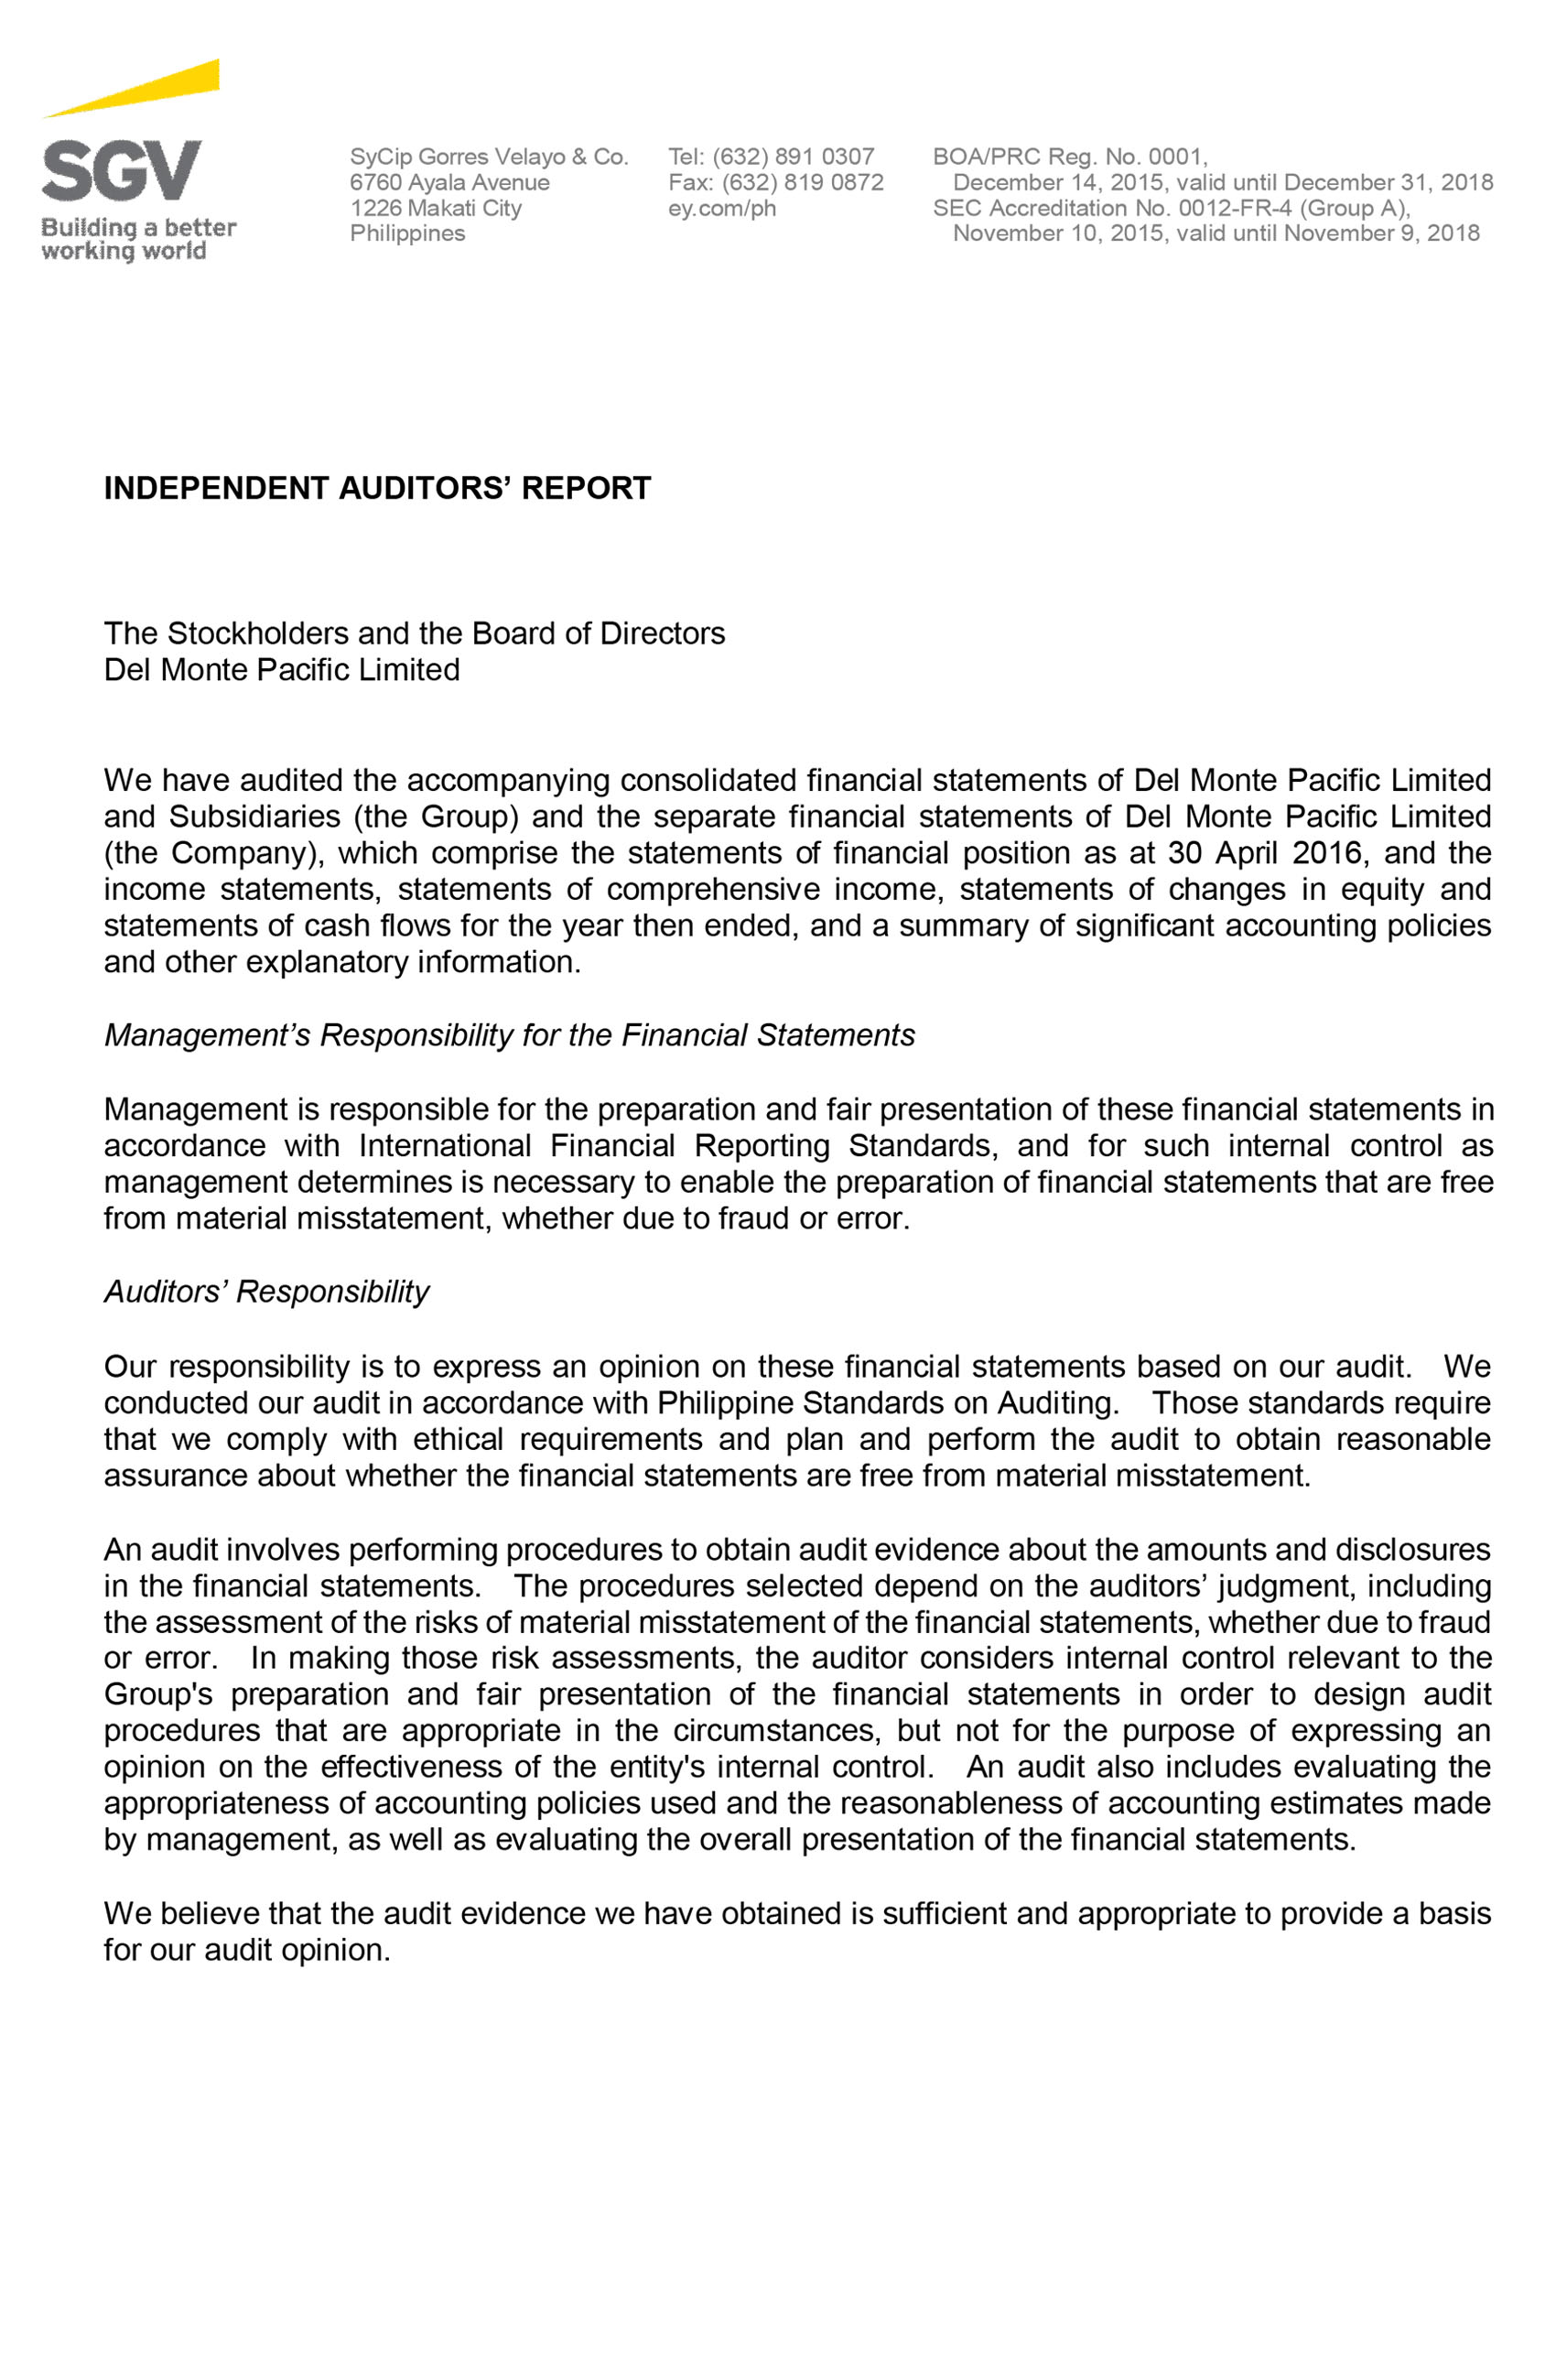 SGV
Building a better
working world
SyCip Gorres Velayo & Co.
6760 Ayala Avenue
1226 Makati City
Philippines
Tel: (632) 891 0307
Fax: (632) 819 0872
ey.com/ph
BOA/PRC Reg. No. 0001,
December 14, 2015, valid until December 31, 2018
SEC Accreditation No. 0012-FR-4 (Group A),
November 10, 2015, valid until November 9, 2018
INDEPENDENT AUDITORS’ REPORT
The Stockholders and the Board of Directors
Del Monte Pacific Limited
We have audited the accompanying consolidated financial statements of Del Monte Pacific Limited
and Subsidiaries (the Group) and the separate financial statements of Del Monte Pacific Limited
(the Company), which comprise the statements of financial position as at 30 April 2016, and the
income statements, statements of comprehensive income, statements of changes in equity and
statements of cash flows for the year then ended, and a summary of significant accounting policies
and other explanatory information.
Management’s Responsibility for the Financial Statements
Management is responsible for the preparation and fair presentation of these financial statements in
accordance with International Financial Reporting Standards, and for such internal control as
management determines is necessary to enable the preparation of financial statements that are free
from material misstatement, whether due to fraud or error.
Auditors’ Responsibility
Our responsibility is to express an opinion on these financial statements based on our audit. We
conducted our audit in accordance with Philippine Standards on Auditing. Those standards require
that we comply with ethical requirements and plan and perform the audit to obtain reasonable
assurance about whether the financial statements are free from material misstatement.
An audit involves performing procedures to obtain audit evidence about the amounts and disclosures
in the financial statements. The procedures selected depend on the auditors’ judgment, including
the assessment of the risks of material misstatement of the financial statements, whether due to fraud
or error. In making those risk assessments, the auditor considers internal control relevant to the
Group's preparation and fair presentation of the financial statements in order to design audit
procedures that are appropriate in the circumstances, but not for the purpose of expressing an
opinion on the effectiveness of the entity's internal control. An audit also includes evaluating the
appropriateness of accounting policies used and the reasonableness of accounting estimates made
by management, as well as evaluating the overall presentation of the financial statements.
We believe that the audit evidence we have obtained is sufficient and appropriate to provide a basis
for our audit opinion.